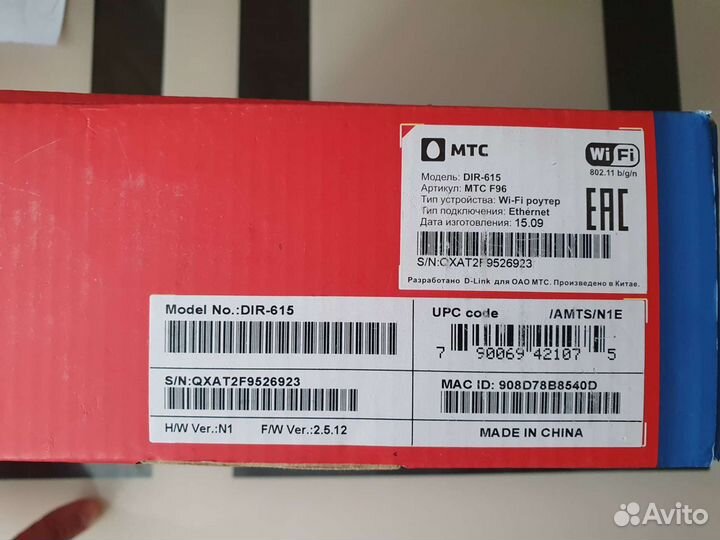 МТС
Wi Fi
802.11 b/g/n
Модель: DIR-615
Артикул: МТС F96
Тип устройства: Wi-Fi роутер
Тип подключения: Ethernet
Дата изготовления: 15.09
EAC
S/N:QXAT2F9526923
Разработано D-Link для ОАО МТС. Произведено в Китае.
Model No.:DIR-615
UPC code /AMTS/N1E
7 90069 42107 5
S/N:QXAT2F9526923
MAC ID: 908D78B8540D
H/W Ver.:N1 F/W Ver.:2.5.12
MADE IN CHINA
Avito